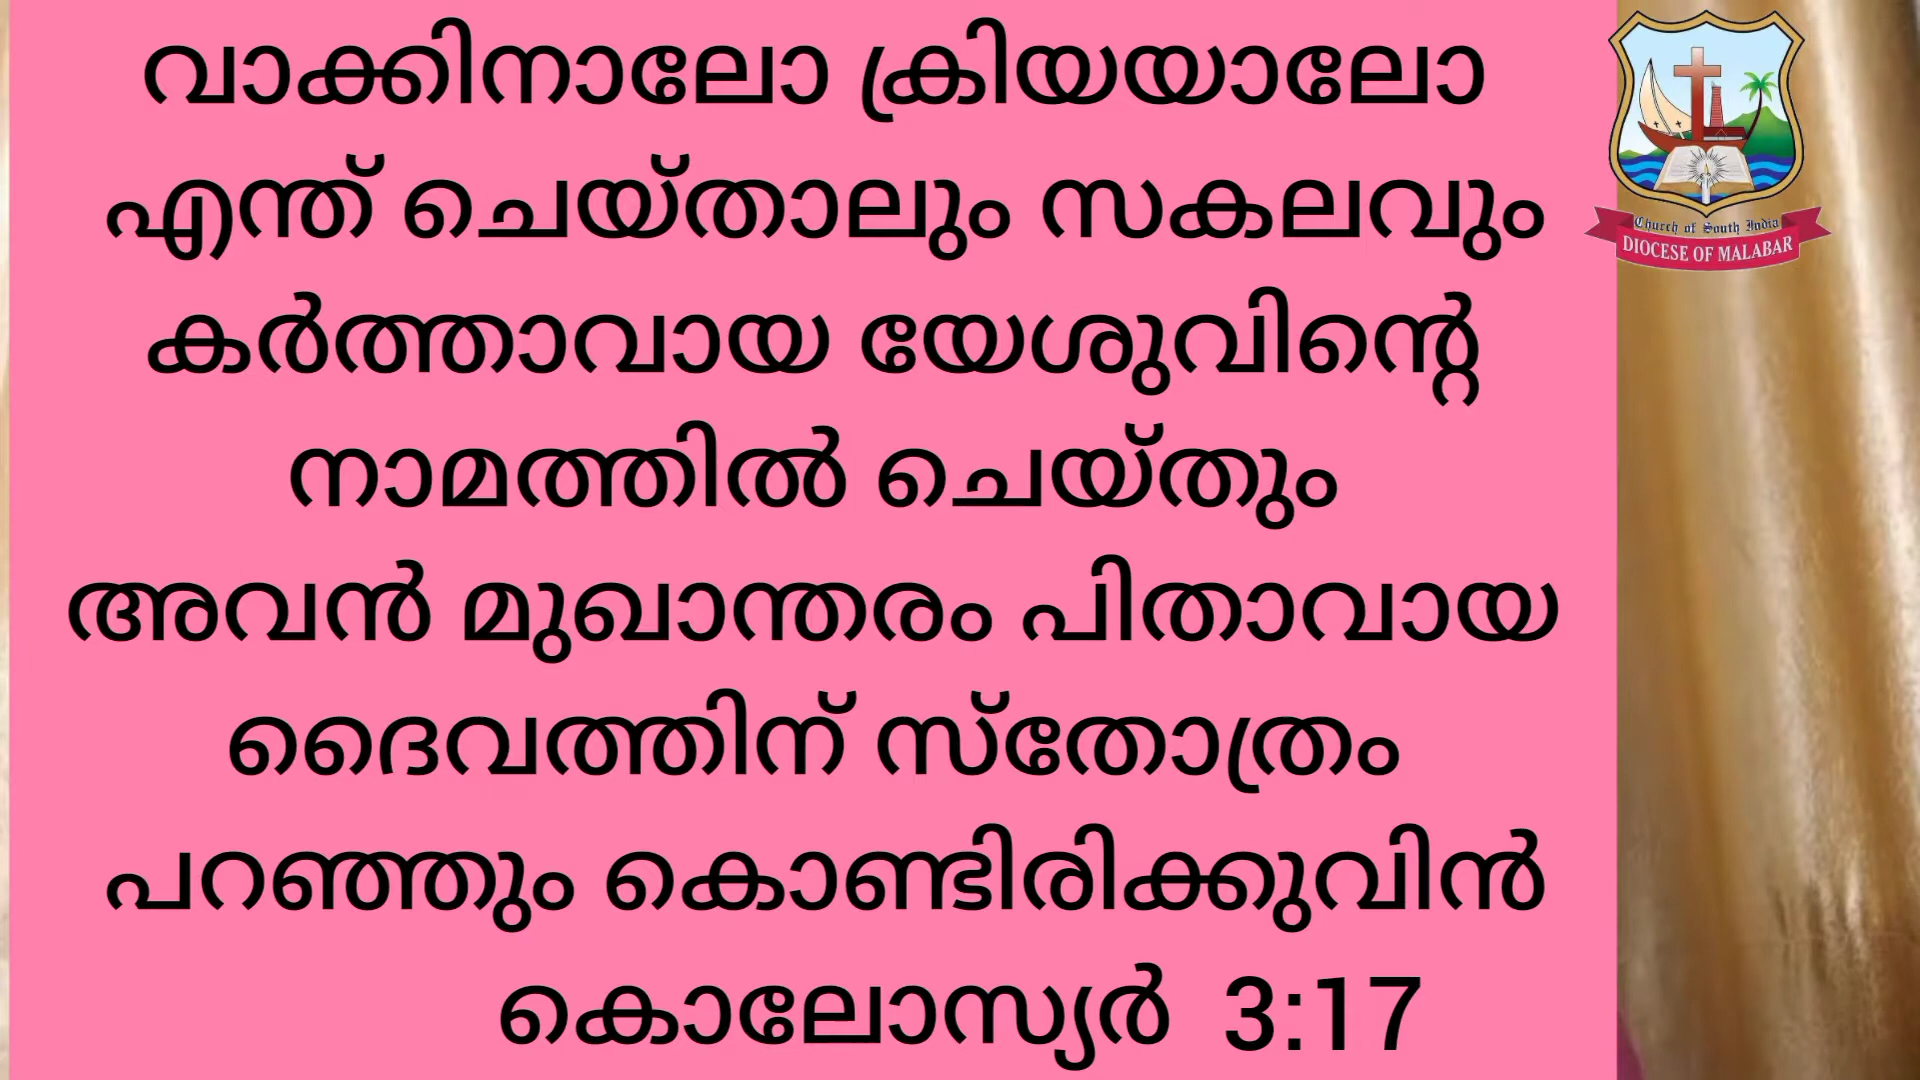 വാക്കിനാലോ ക്രിയയാലോ
എന്ത് ചെയ്താലും സകലവും
കർത്താവായ യേശുവിന്റെ
നാമത്തിൽ ചെയ്തും
അവൻ മുഖാന്തരം പിതാവായ
ദൈവത്തിന് സ്തോത്രം
പറഞ്ഞും കൊണ്ടിരിക്കുവിൻ
കൊലോസ്യർ 3:17
Church of South India
DIOCESE OF MALABAR